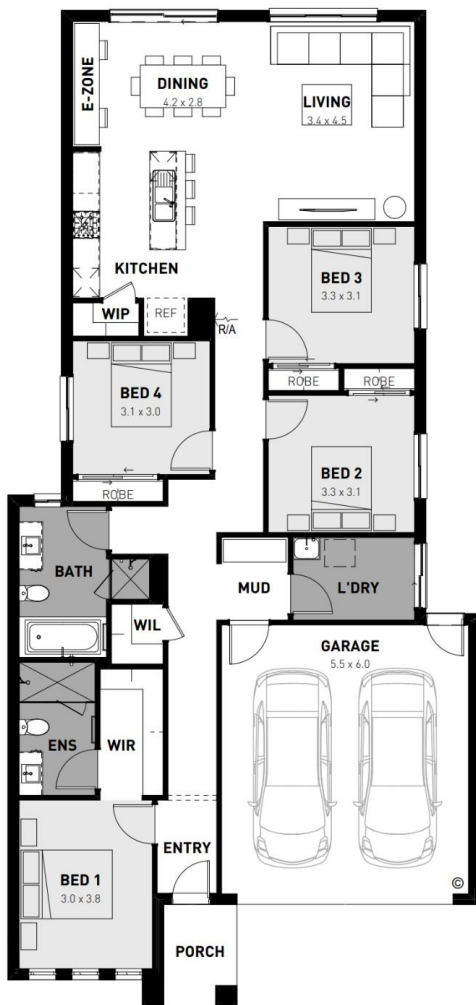 E-ZONE
DINING
4.2 x 2.8
LIVING
3.4 x 4.5
KITCHEN
WIP
REF
R/A
BED 3
3.3 x 3.1
ROBE
ROBE
BED 4
3.1 x 3.0
ROBE
BED 2
3.3 x 3.1
BATH
MUD
L'DRY
WIL
GARAGE
5.5 x 6.0
ENS
WIR
ENTRY
BED 1
3.0 x 3.8
PORCH
©